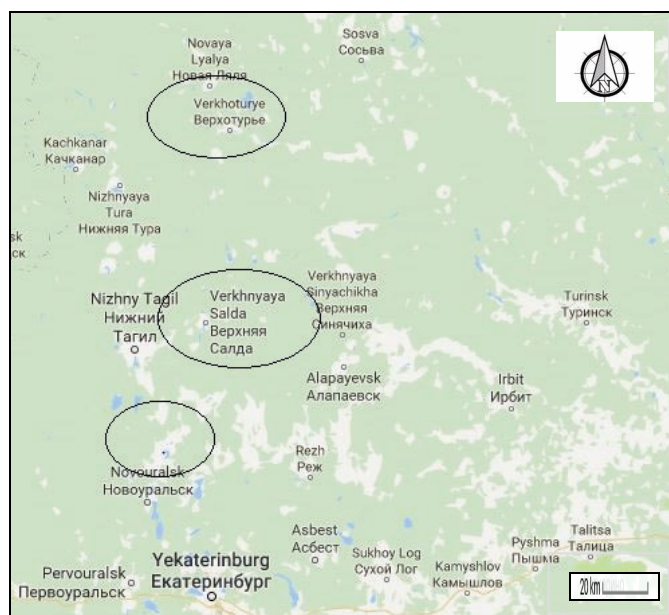 Sosva
Сосьва
Novaya
Lyalya
Новая Ляля
N
Verkhoturye
Верхотурье
Kachkanar
Качканар
Nizhnyaya
Tura
Нижняя Тура
sk
ск
Verkhnyaya
Salda
Верхняя
Салда
Verkhnyaya
Sinyachikha
Верхняя
Синячиха
Nizhny Tagil
Нижний
Тагил
Turinsk
Туринск
Alapayevsk
Алапаевск
Irbit
Ирбит
Rezh
Реж
Novouralsk
Новоуральск
Asbest
Асбест
Sukhoy Log
Сухой Лог
Kamyshlov
Камышлов
Pyshma
Пышма
Talitsa
Талица
Yekaterinburg
Екатеринбург
Pervouralsk
Первоуральск
20 km